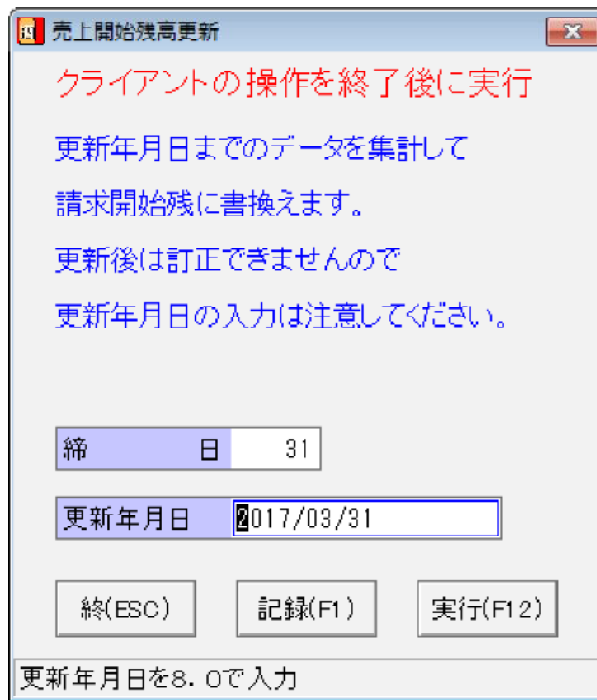 売上開始残高更新
クライアントの操作を終了後に実行
更新年月日までのデータを集計して
請求開始残に書換えます。
更新後は訂正できませんので
更新年月日の入力は注意してください。
締 日 31
更新年月日 2017/03/31
終(ESC) 記録(F1) 実行(F12)
更新年月日を8.0で入力